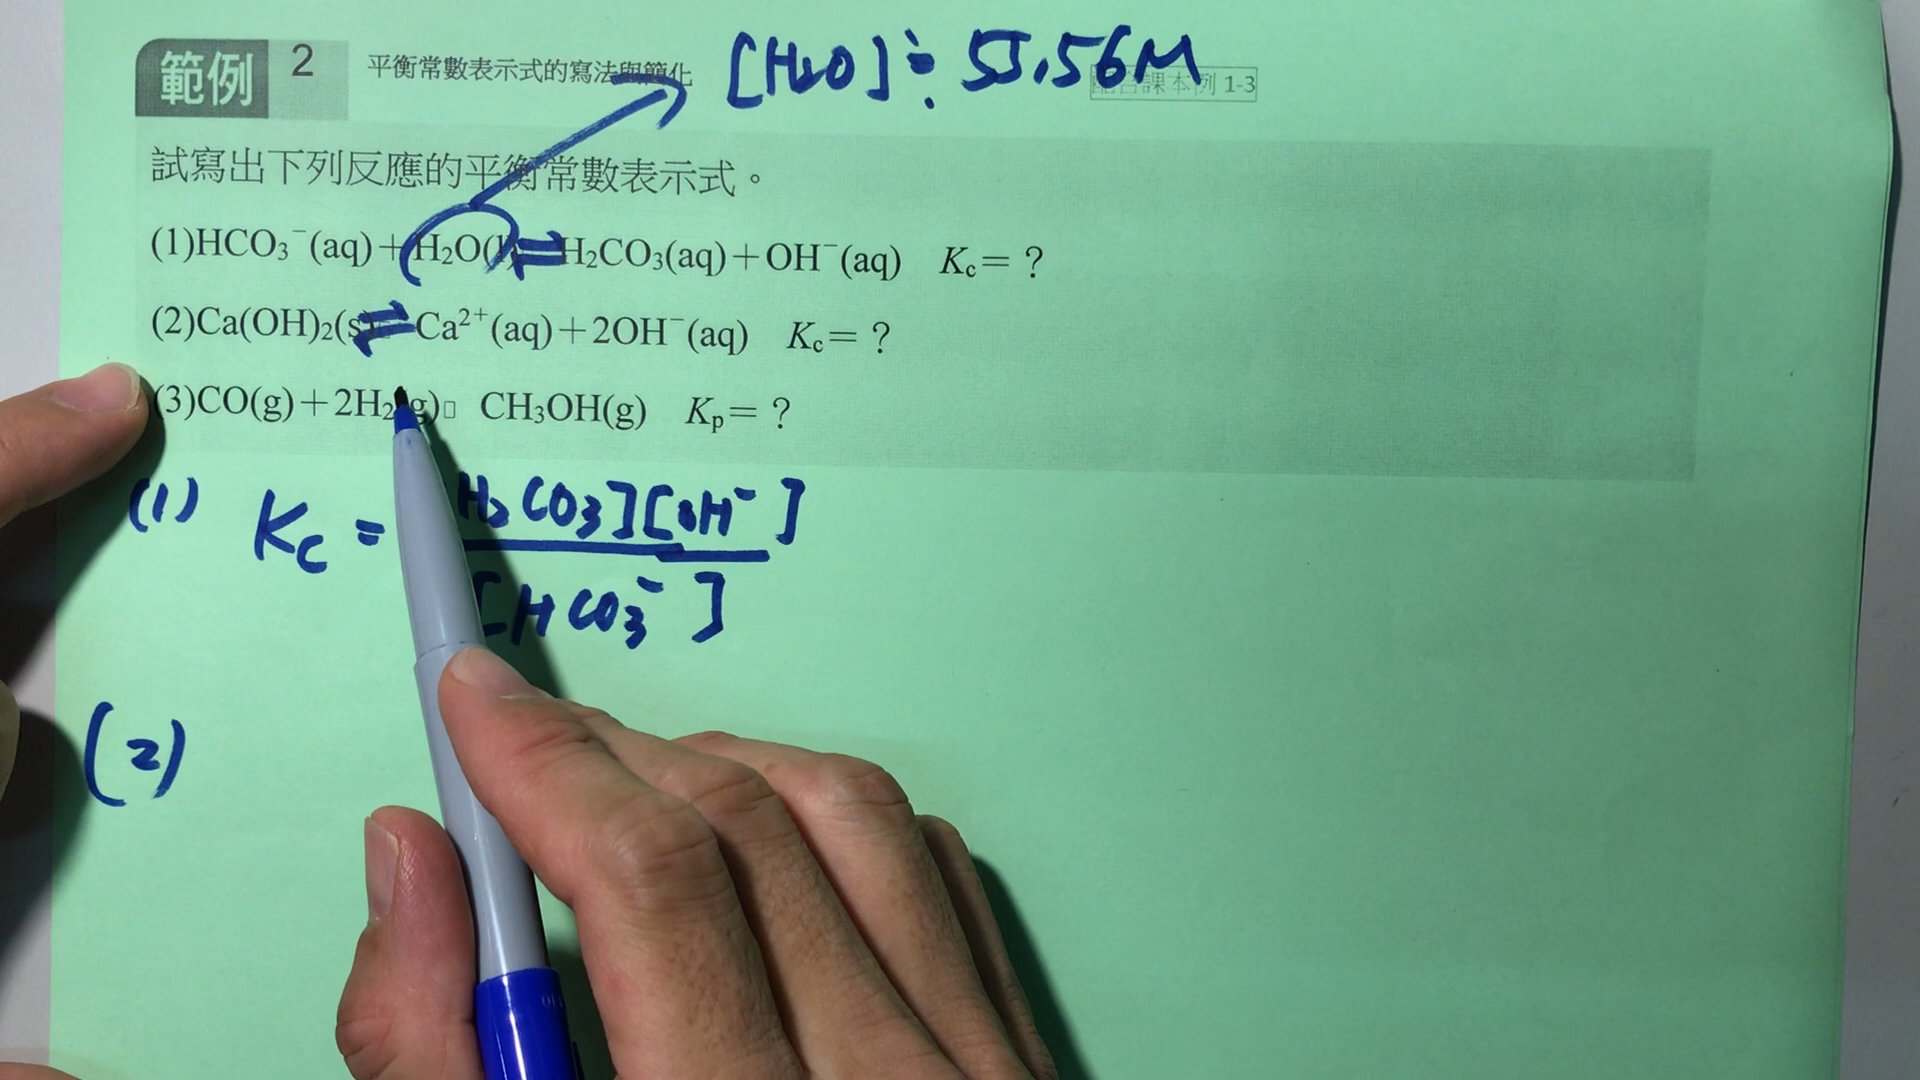 範例 2 平衡常數表示式的寫法與簡化 [H₂O]≒55.56M
配合課本例 1-3
試寫出下列反應的平衡常數表示式。
(1)HCO₃⁻(aq)+H₂O(l)⇌H₂CO₃(aq)+OH⁻(aq) Kc=?
(2)Ca(OH)₂(s)⇌Ca²⁺(aq)+2OH⁻(aq) Kc=?
(3)CO(g)+2H₂(g)□ CH₃OH(g) Kp=?
(1) Kc = H₂CO₃][OH⁻]
[HCO₃⁻]
(2)